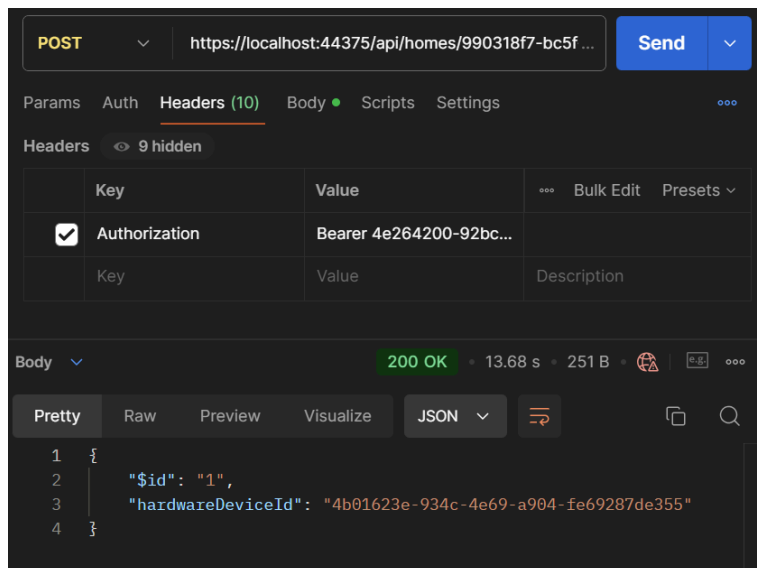 POST https://localhost:44375/api/homes/990318f7-bc5f ... Send
Params Auth Headers (10) Body Scripts Settings
Headers 9 hidden
Key Value Bulk Edit Presets
Authorization Bearer 4e264200-92bc...
Key Value Description
Body 200 OK • 13.68 s • 251 B • e.g.
Pretty Raw Preview Visualize JSON
1 {
2 "$id": "1",
3 "hardwareDeviceId": "4b01623e-934c-4e69-a904-fe69287de355"
4 }